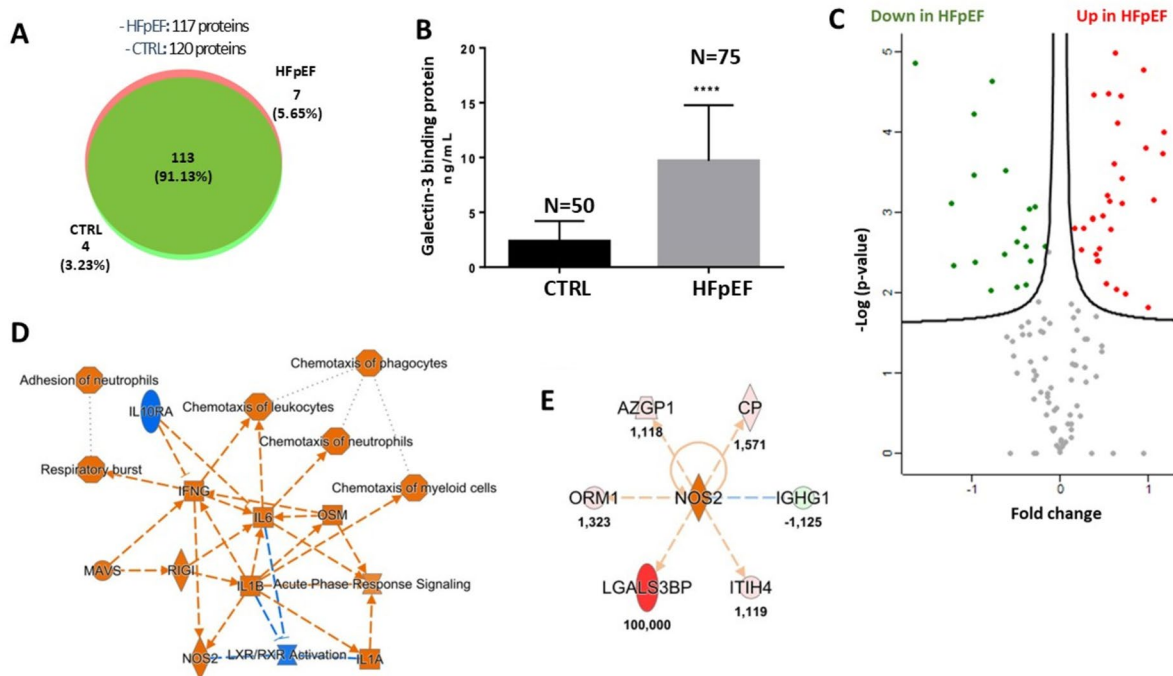 A
- HFpEF: 117 proteins
- CTRL: 120 proteins
HFpEF
7
(5.65%)
113
(91.13%)
CTRL
4
(3.23%)
B
Galectin-3 binding protein
ng/mL
20
15
10
5
0
N=50
N=75
****
CTRL
HFpEF
C
Down in HFpEF
Up in HFpEF
-Log (p-value)
5
4
3
2
1
0
-1
0
1
Fold change
D
Chemotaxis of phagocytes
Adhesion of neutrophils
IL10RA
Chemotaxis of leukocytes
Chemotaxis of neutrophils
Respiratory burst
Chemotaxis of myeloid cells
IFNG
IL6
OSM
MAVS
RIGI
IL1B
Acute Phase Response Signaling
NOS2
LXR/RXR Activation
IL1A
E
AZGP1
1,118
CP
1,571
ORM1
1,323
NOS2
IGHG1
-1,125
LGALS3BP
100,000
ITIH4
1,119